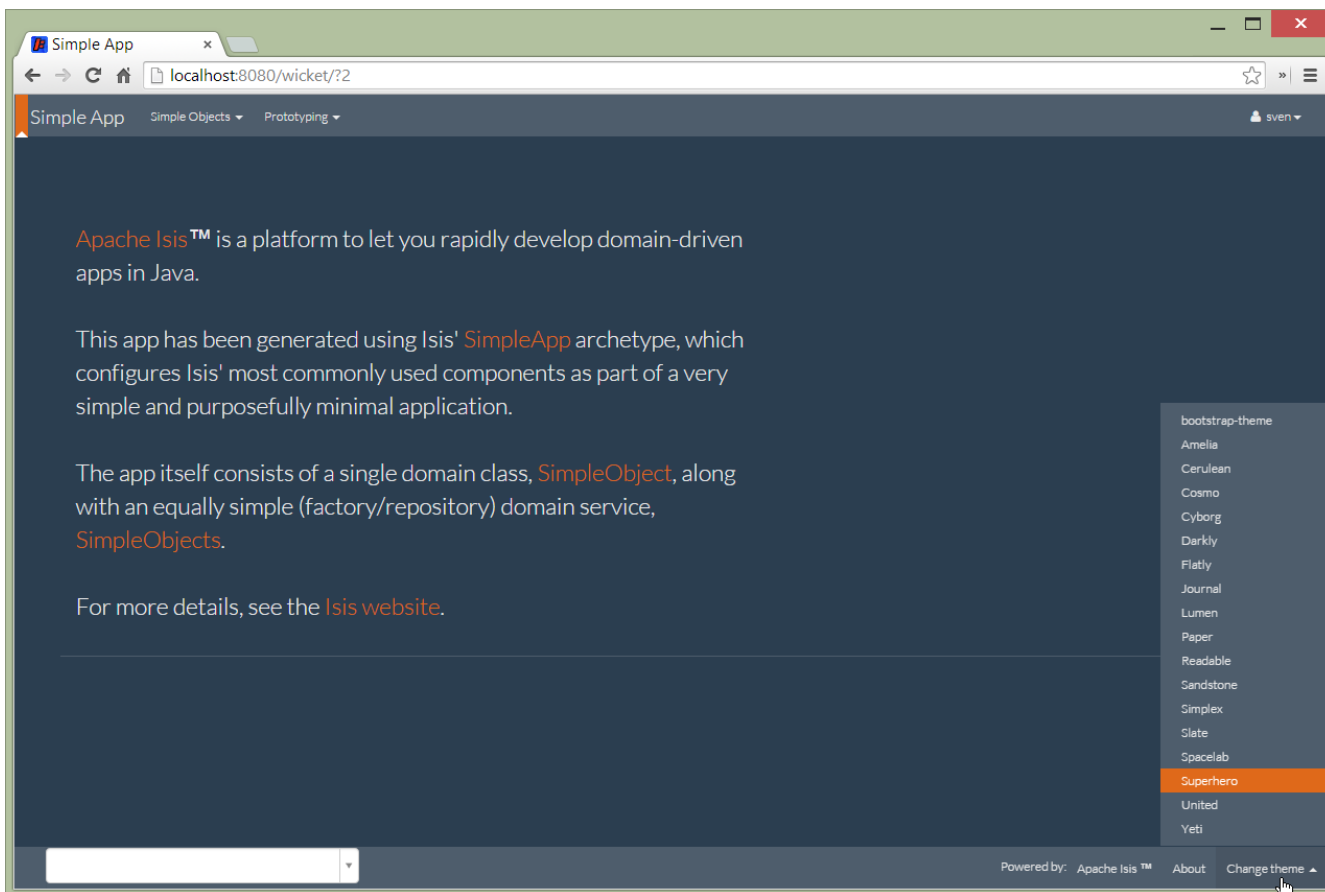 Simple App
localhost:8080/wicket/?2
Simple App Simple Objects Prototyping sven
Apache Isis™ is a platform to let you rapidly develop domain-driven
apps in Java.
This app has been generated using Isis' SimpleApp archetype, which
configures Isis' most commonly used components as part of a very
simple and purposefully minimal application.
The app itself consists of a single domain class, SimpleObject, along
with an equally simple (factory/repository) domain service,
SimpleObjects.
For more details, see the Isis website.
bootstrap-theme
Amelia
Cerulean
Cosmo
Cyborg
Darkly
Flatly
Journal
Lumen
Paper
Readable
Sandstone
Simplex
Slate
Spacelab
Superhero
United
Yeti
Powered by: Apache Isis ™ About Change theme